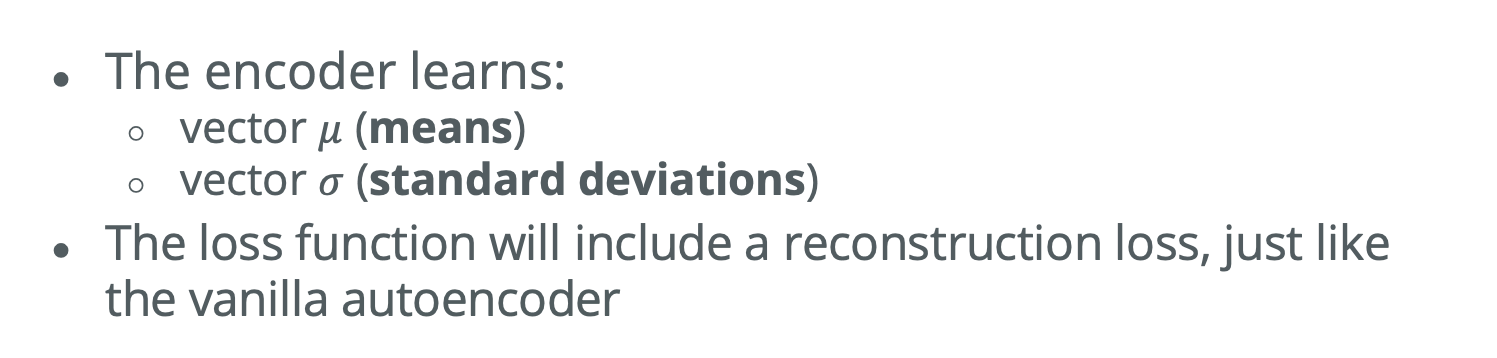 • The encoder learns:
○ vector μ (means)
○ vector σ (standard deviations)
• The loss function will include a reconstruction loss, just like
the vanilla autoencoder